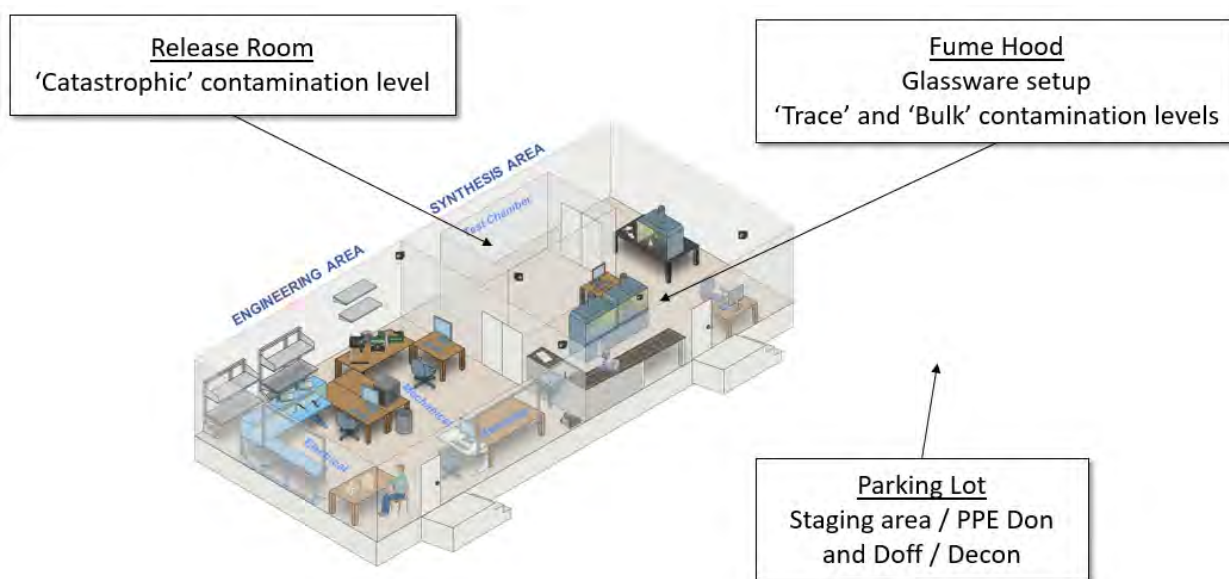 Release Room
‘Catastrophic’ contamination level
Fume Hood
Glassware setup
‘Trace’ and ‘Bulk’ contamination levels
SYNTHESIS AREA
Test Chamber
ENGINEERING AREA
Mechanical
Electrical
Parking Lot
Staging area / PPE Don
and Doff / Decon